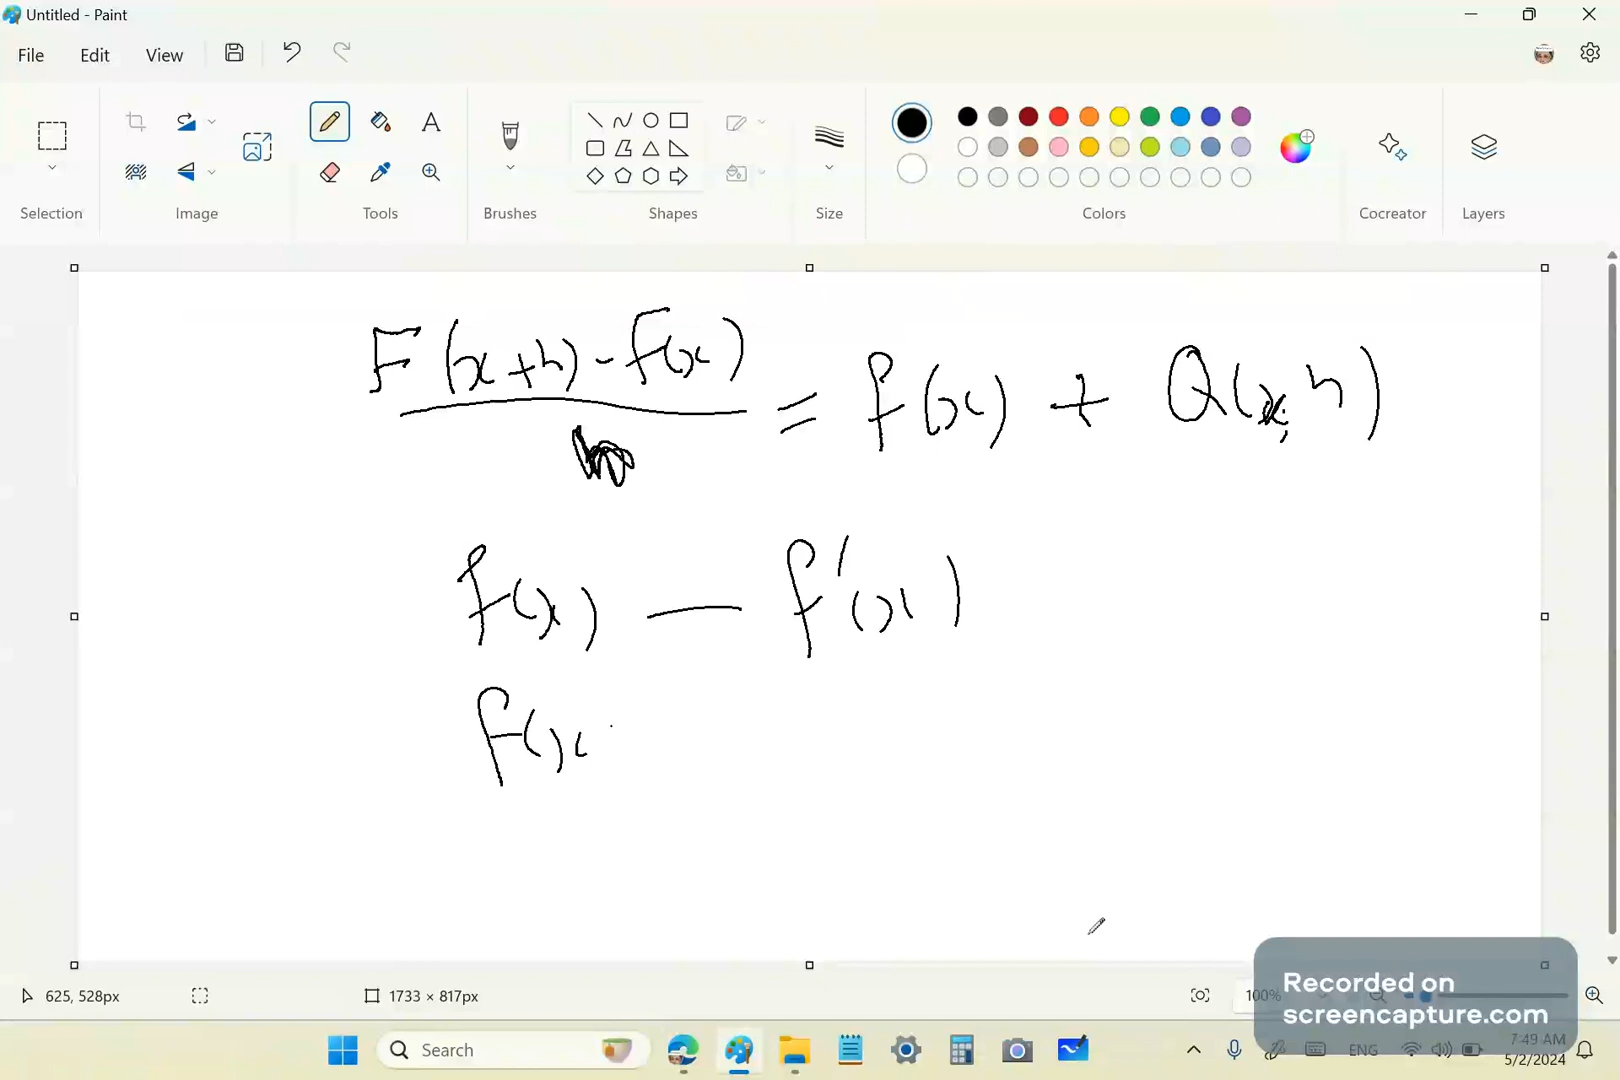 Untitled - Paint
File Edit View
Selection Image Tools Brushes Shapes Size Colors Cocreator Layers
F(x+h) - f(x)
= f(x) + Q(x, h)
h
f(x) — f'(x)
f(x
625, 528px 1733 × 817px 100%
Recorded on
screencapture.com
Search ENG 7:49 AM
5/2/2024